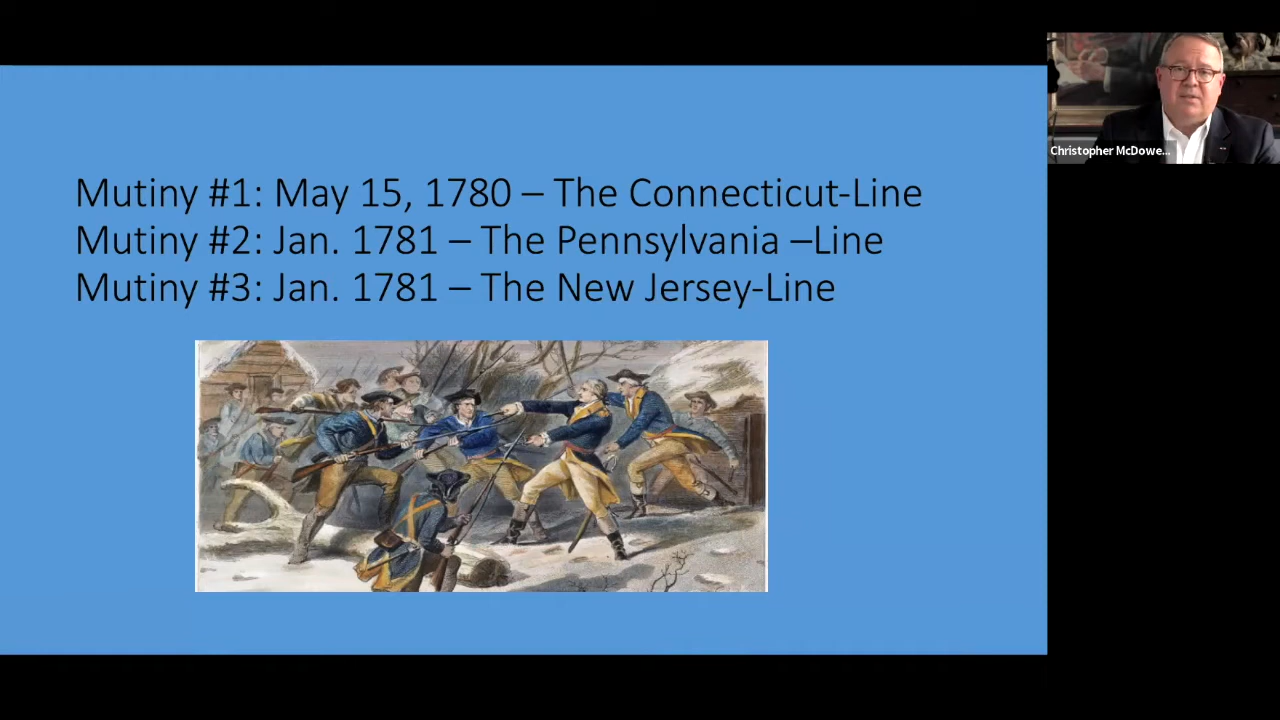 Mutiny #1: May 15, 1780 – The Connecticut-Line
Mutiny #2: Jan. 1781 – The Pennsylvania –Line
Mutiny #3: Jan. 1781 – The New Jersey-Line
Christopher McDowe...